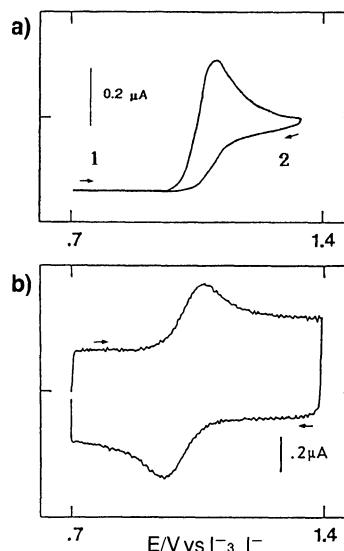 a)
0.2 μA
1
2
.7
1.4
b)
.2μA
.7
1.4
E/V vs I⁻₃ I⁻